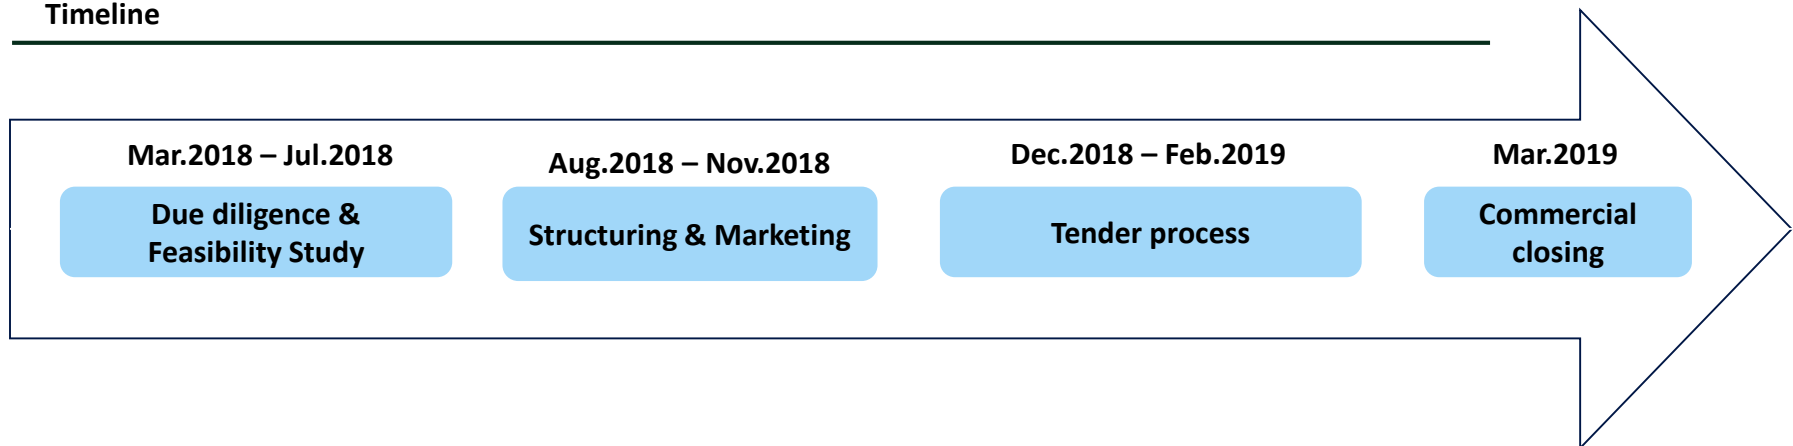 Timeline
Mar.2018 – Jul.2018
Due diligence &
Feasibility Study
Aug.2018 – Nov.2018
Structuring & Marketing
Dec.2018 – Feb.2019
Tender process
Mar.2019
Commercial
closing